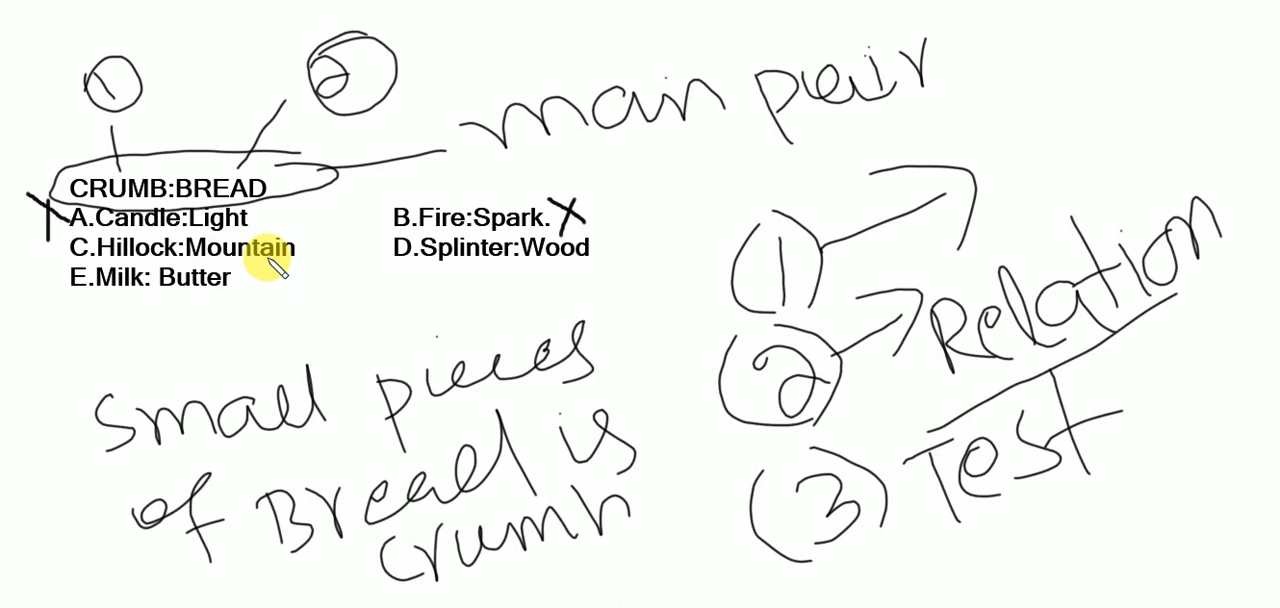 1 2
main pair
CRUMB:BREAD
A.Candle:Light B.Fire:Spark.
C.Hillock:Mountain D.Splinter:Wood
E.Milk: Butter
1
2 Relation
(3) Test
small pieces
of Bread is
crumb